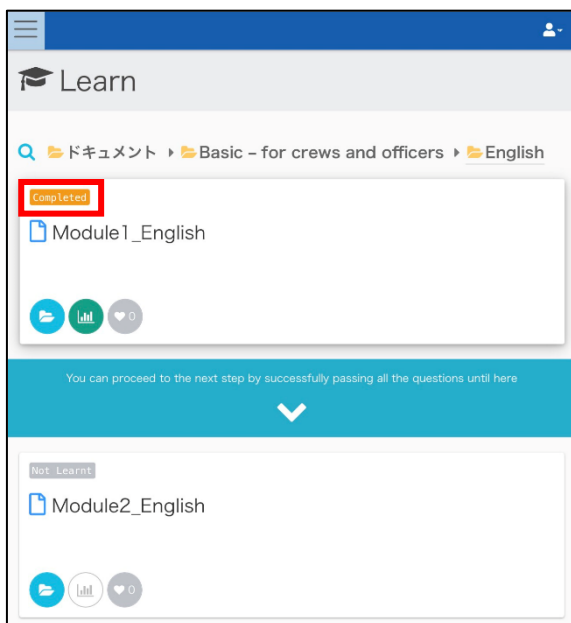 Learn
ドキュメント Basic – for crews and officers English
Completed
Module1_English
0
You can proceed to the next step by successfully passing all the questions until here
Not Learnt
Module2_English
0